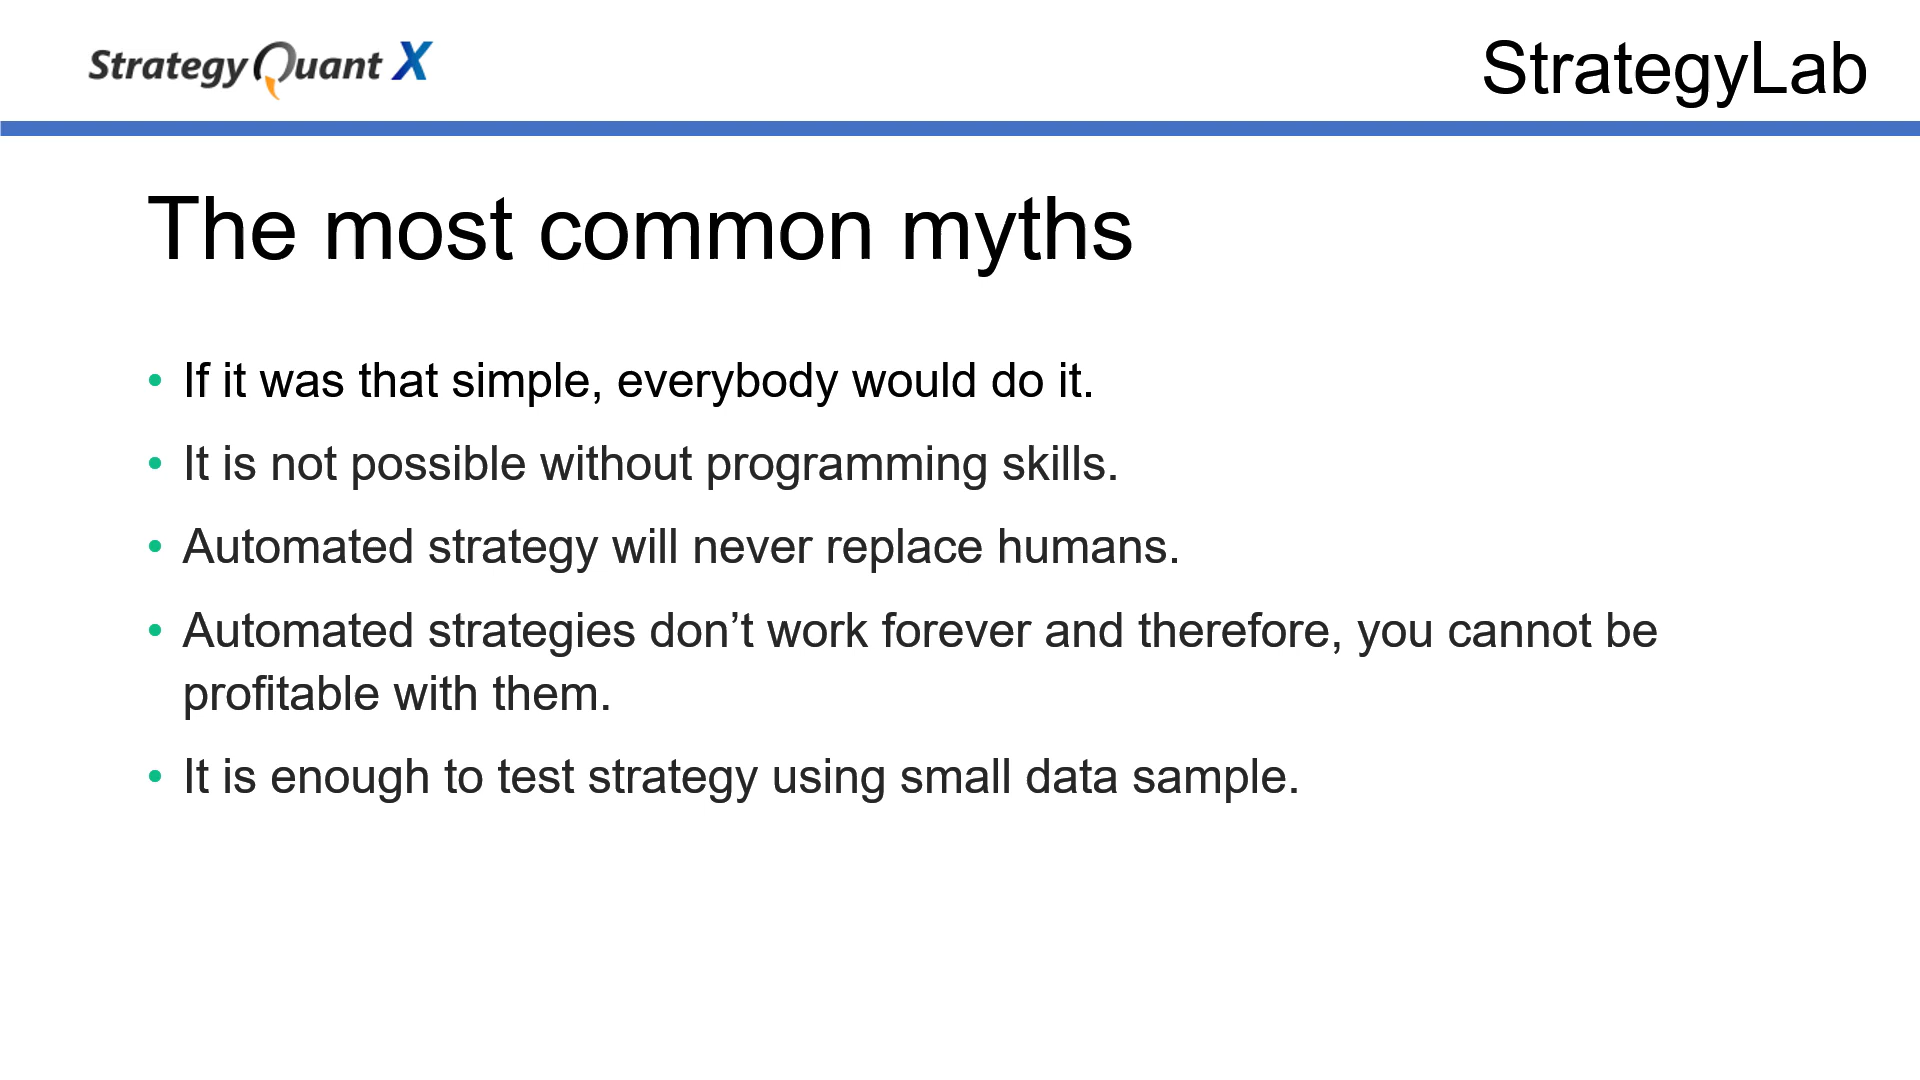 StrategyQuant X
StrategyLab
The most common myths
• If it was that simple, everybody would do it.
• It is not possible without programming skills.
• Automated strategy will never replace humans.
• Automated strategies don’t work forever and therefore, you cannot be
profitable with them.
• It is enough to test strategy using small data sample.